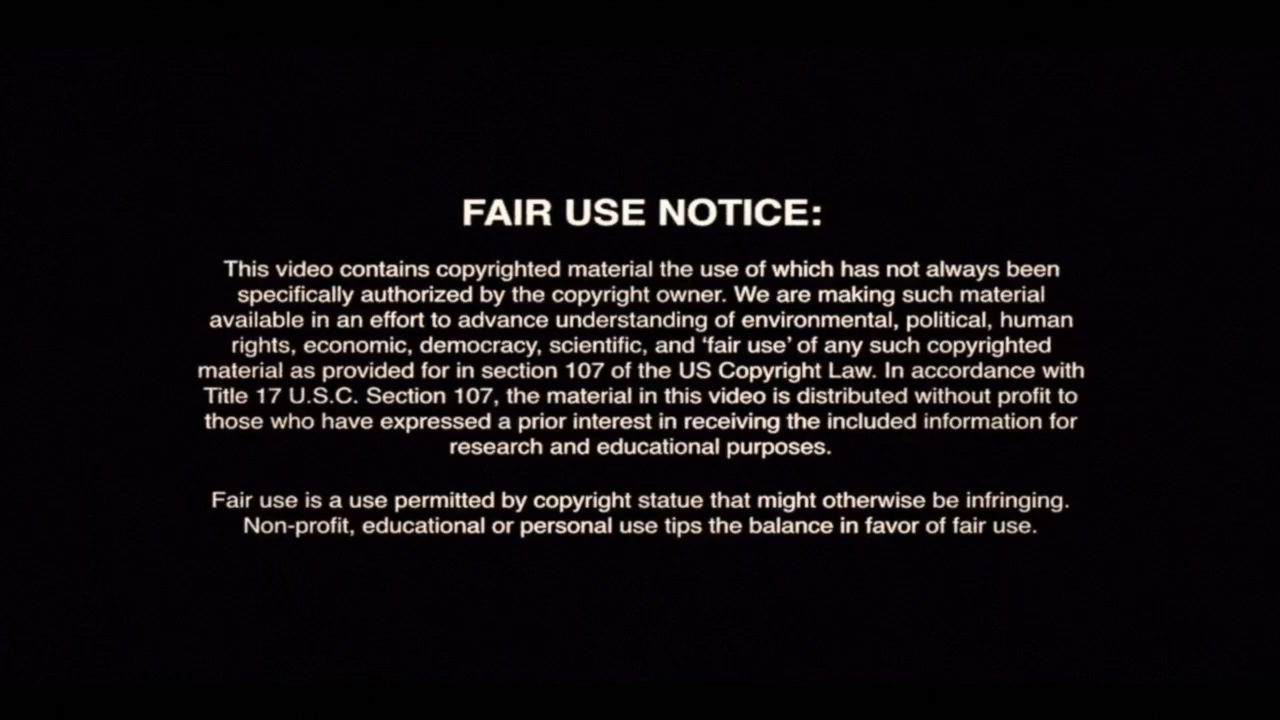 FAIR USE NOTICE:
This video contains copyrighted material the use of which has not always been
specifically authorized by the copyright owner. We are making such material
available in an effort to advance understanding of environmental, political, human
rights, economic, democracy, scientific, and ‘fair use’ of any such copyrighted
material as provided for in section 107 of the US Copyright Law. In accordance with
Title 17 U.S.C. Section 107, the material in this video is distributed without profit to
those who have expressed a prior interest in receiving the included information for
research and educational purposes.
Fair use is a use permitted by copyright statue that might otherwise be infringing.
Non-profit, educational or personal use tips the balance in favor of fair use.